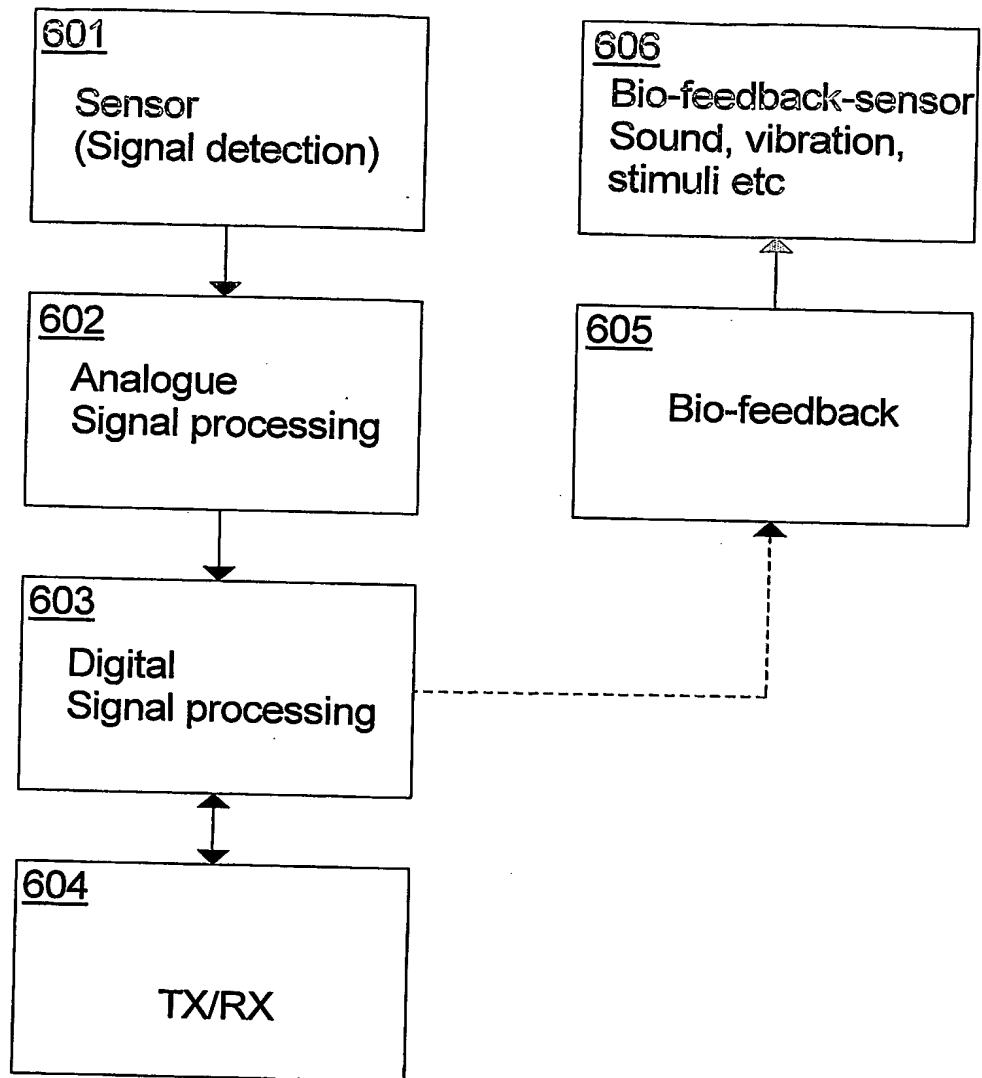 601
Sensor
(Signal detection)
602
Analogue
Signal processing
603
Digital
Signal processing
604
TX/RX
606
Bio-feedback-sensor
Sound, vibration,
stimuli etc
605
Bio-feedback